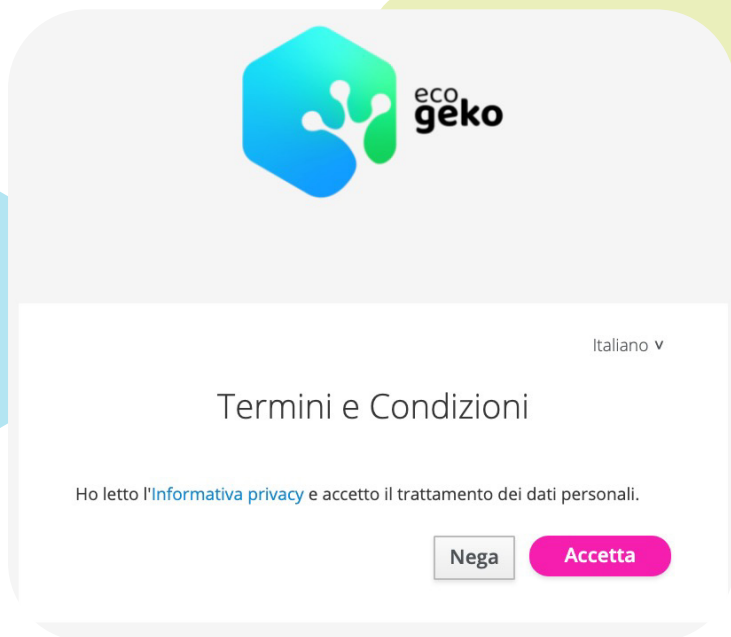 eco
geko
Italiano ∨
Termini e Condizioni
Ho letto l'Informativa privacy e accetto il trattamento dei dati personali.
Nega
Accetta